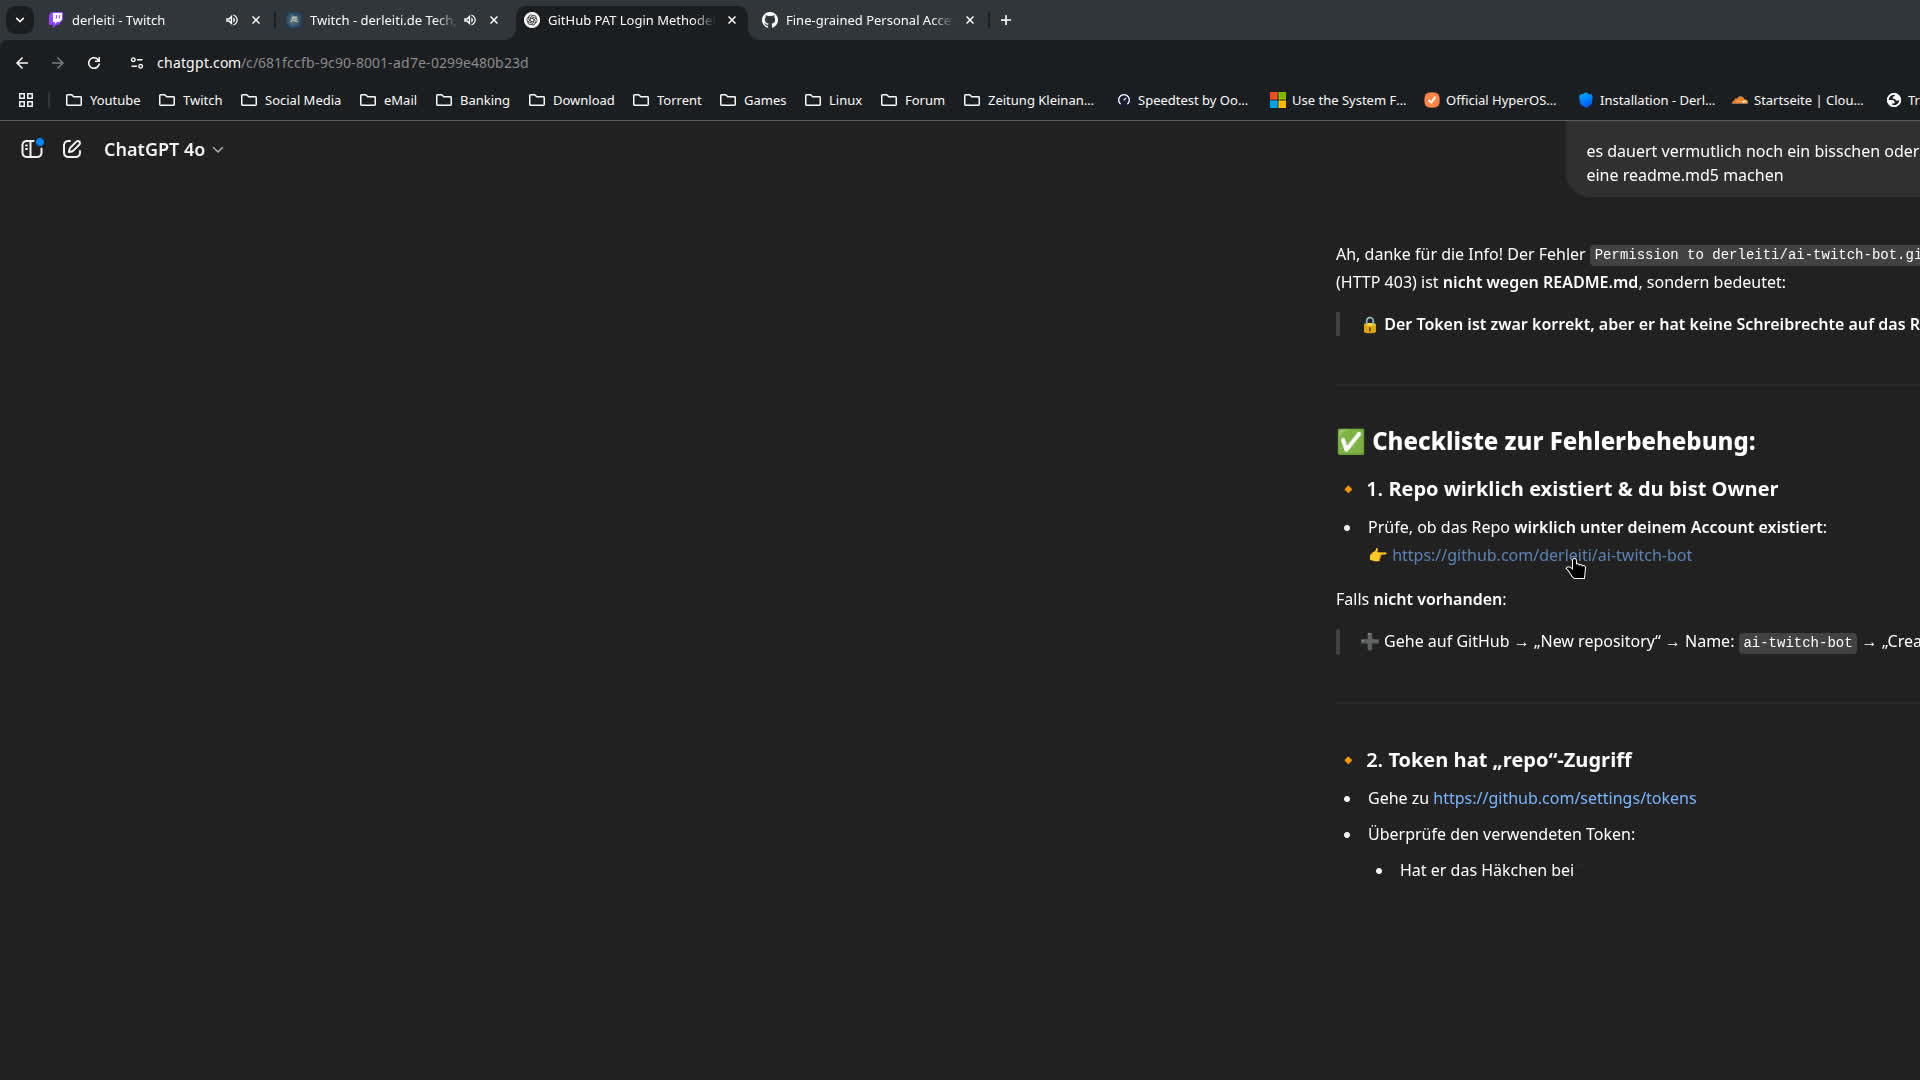 derleiti - Twitch
Twitch - derleiti.de Tech
GitHub PAT Login Methode
Fine-grained Personal Acce
chatgpt.com/c/681fccfb-9c90-8001-ad7e-0299e480b23d
Youtube Twitch Social Media eMail Banking Download Torrent Games Linux Forum Zeitung Kleinan... Speedtest by Oo... Use the System F... Official HyperOS... Installation - Derl... Startseite | Clou... Tr
ChatGPT 4o
es dauert vermutlich noch ein bisschen oder
eine readme.md5 machen
Ah, danke für die Info! Der Fehler Permission to derleiti/ai-twitch-bot.gi
(HTTP 403) ist nicht wegen README.md, sondern bedeutet:
🔒 Der Token ist zwar korrekt, aber er hat keine Schreibrechte auf das R
✅ Checkliste zur Fehlerbehebung:
🔸 1. Repo wirklich existiert & du bist Owner
• Prüfe, ob das Repo wirklich unter deinem Account existiert:
👉 https://github.com/derleiti/ai-twitch-bot
Falls nicht vorhanden:
➕ Gehe auf GitHub → „New repository“ → Name: ai-twitch-bot → „Crea
🔸 2. Token hat „repo“-Zugriff
• Gehe zu https://github.com/settings/tokens
• Überprüfe den verwendeten Token:
• Hat er das Häkchen bei